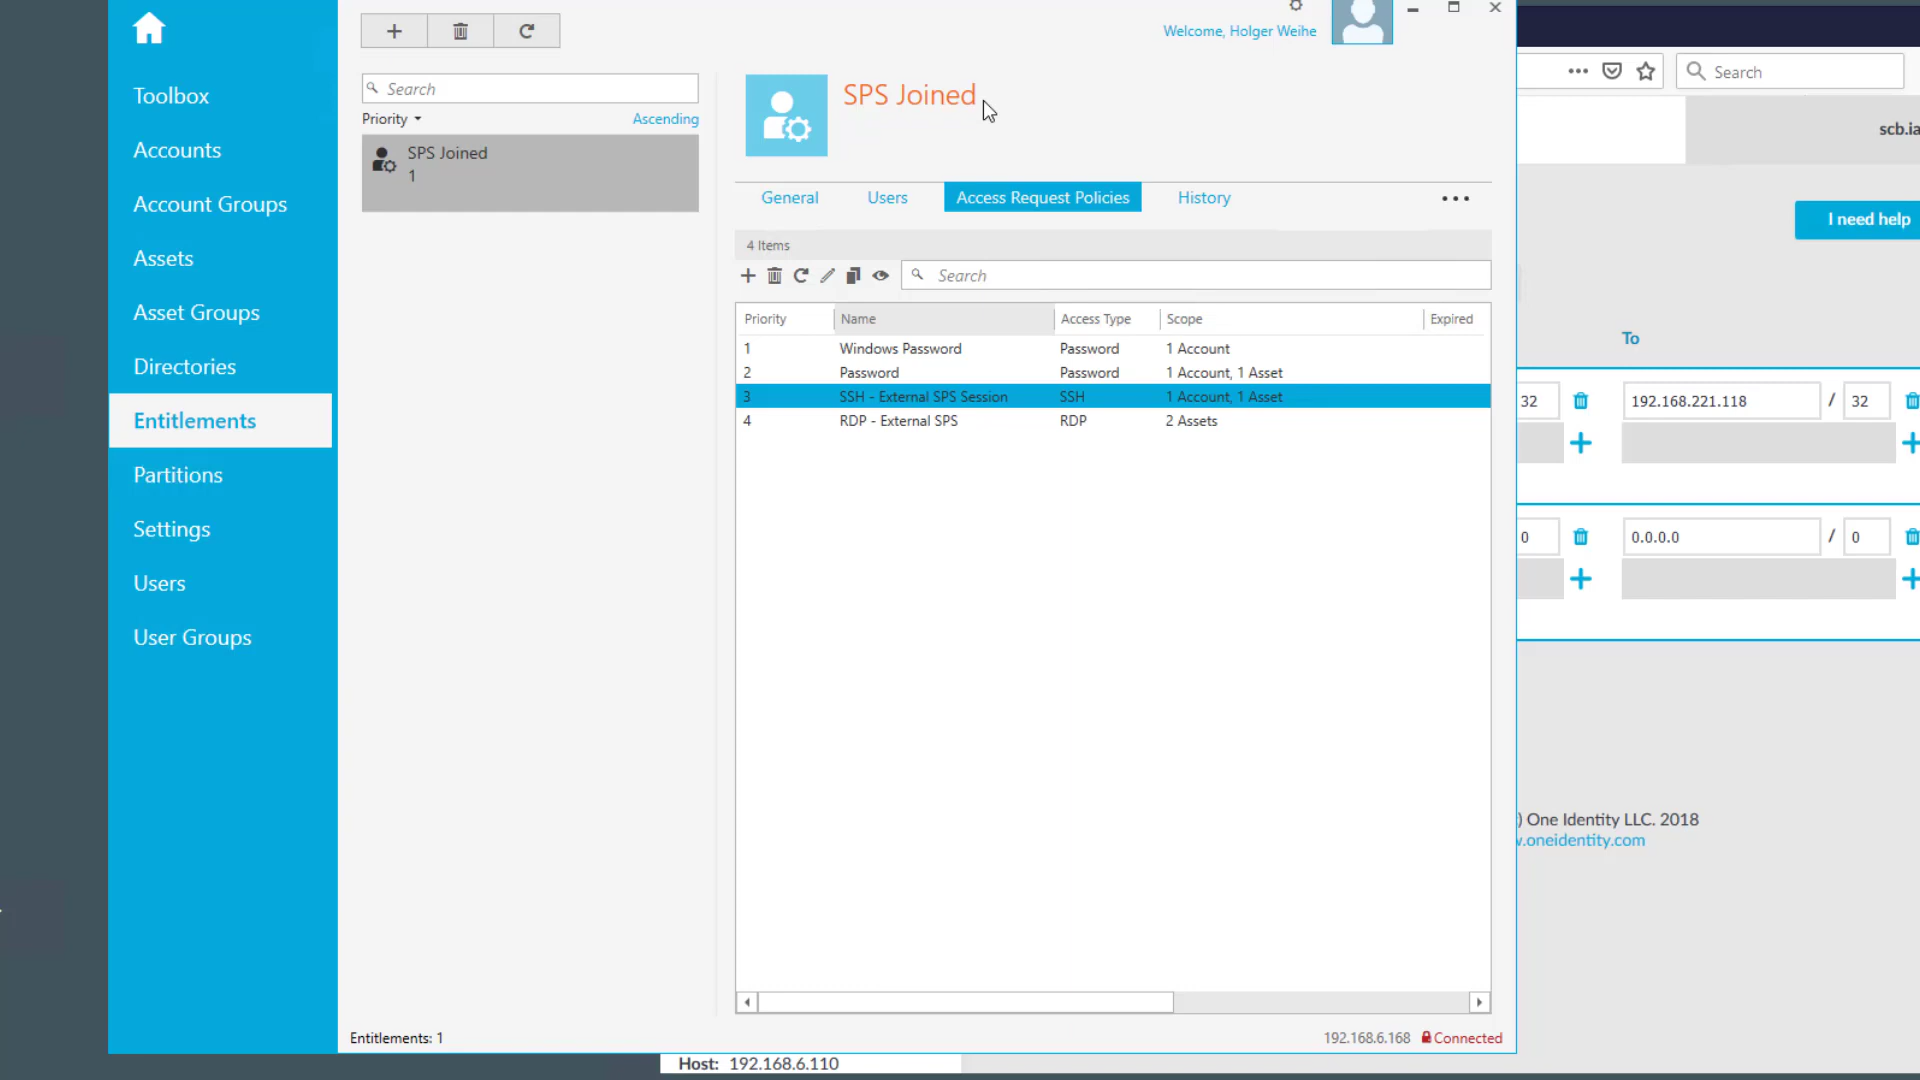 Toolbox
Accounts
Account Groups
Assets
Asset Groups
Directories
Entitlements
Partitions
Settings
Users
User Groups
Search
Priority
Ascending
SPS Joined
1
Welcome, Holger Weihe
SPS Joined
General Users Access Request Policies History
4 Items
Search
Priority Name Access Type Scope Expired
1 Windows Password Password 1 Account
2 Password Password 1 Account, 1 Asset
3 SSH - External SPS Session SSH 1 Account, 1 Asset
4 RDP - External SPS RDP 2 Assets
Entitlements: 1
192.168.6.168 Connected
Host: 192.168.6.110
Search
scb.ia
I need help
To
32 192.168.221.118 / 32
0 0.0.0.0 / 0
) One Identity LLC. 2018
.oneidentity.com